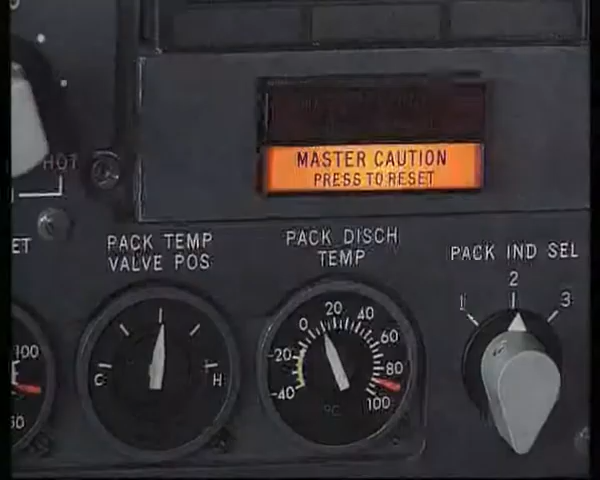 MASTER CAUTION
PRESS TO RESET
HOT
ET
PACK TEMP
VALVE POS
C
H
PACK DISCH
TEMP
-40
-20
0
20
40
60
80
100
°C
PACK IND SEL
1
2
3
100